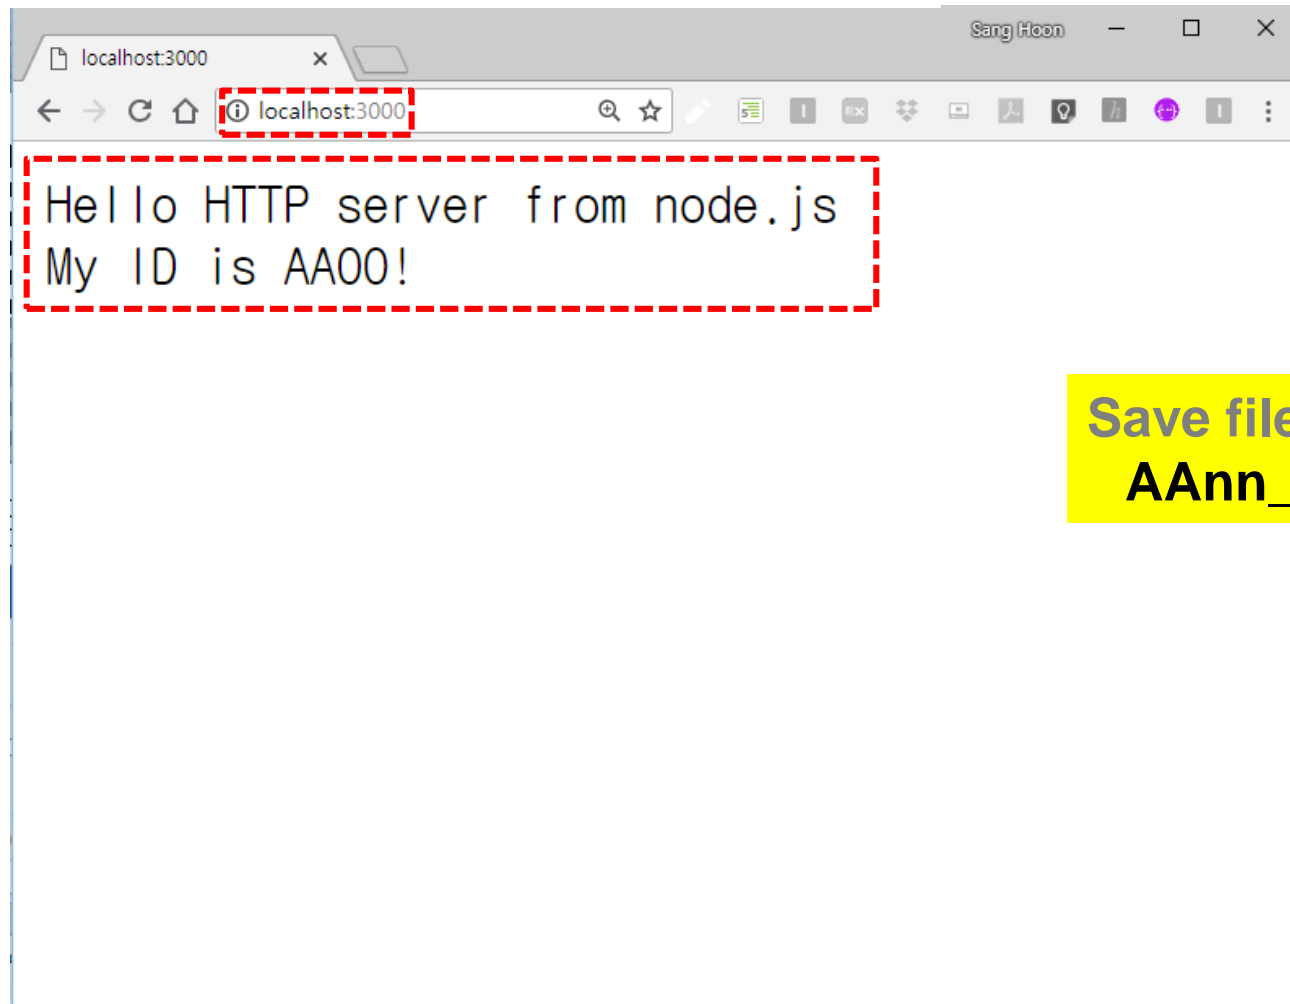 Sang Hoon
localhost:3000
localhost:3000
Hello HTTP server from node.js
My ID is AA00!
Save file
AAnn_